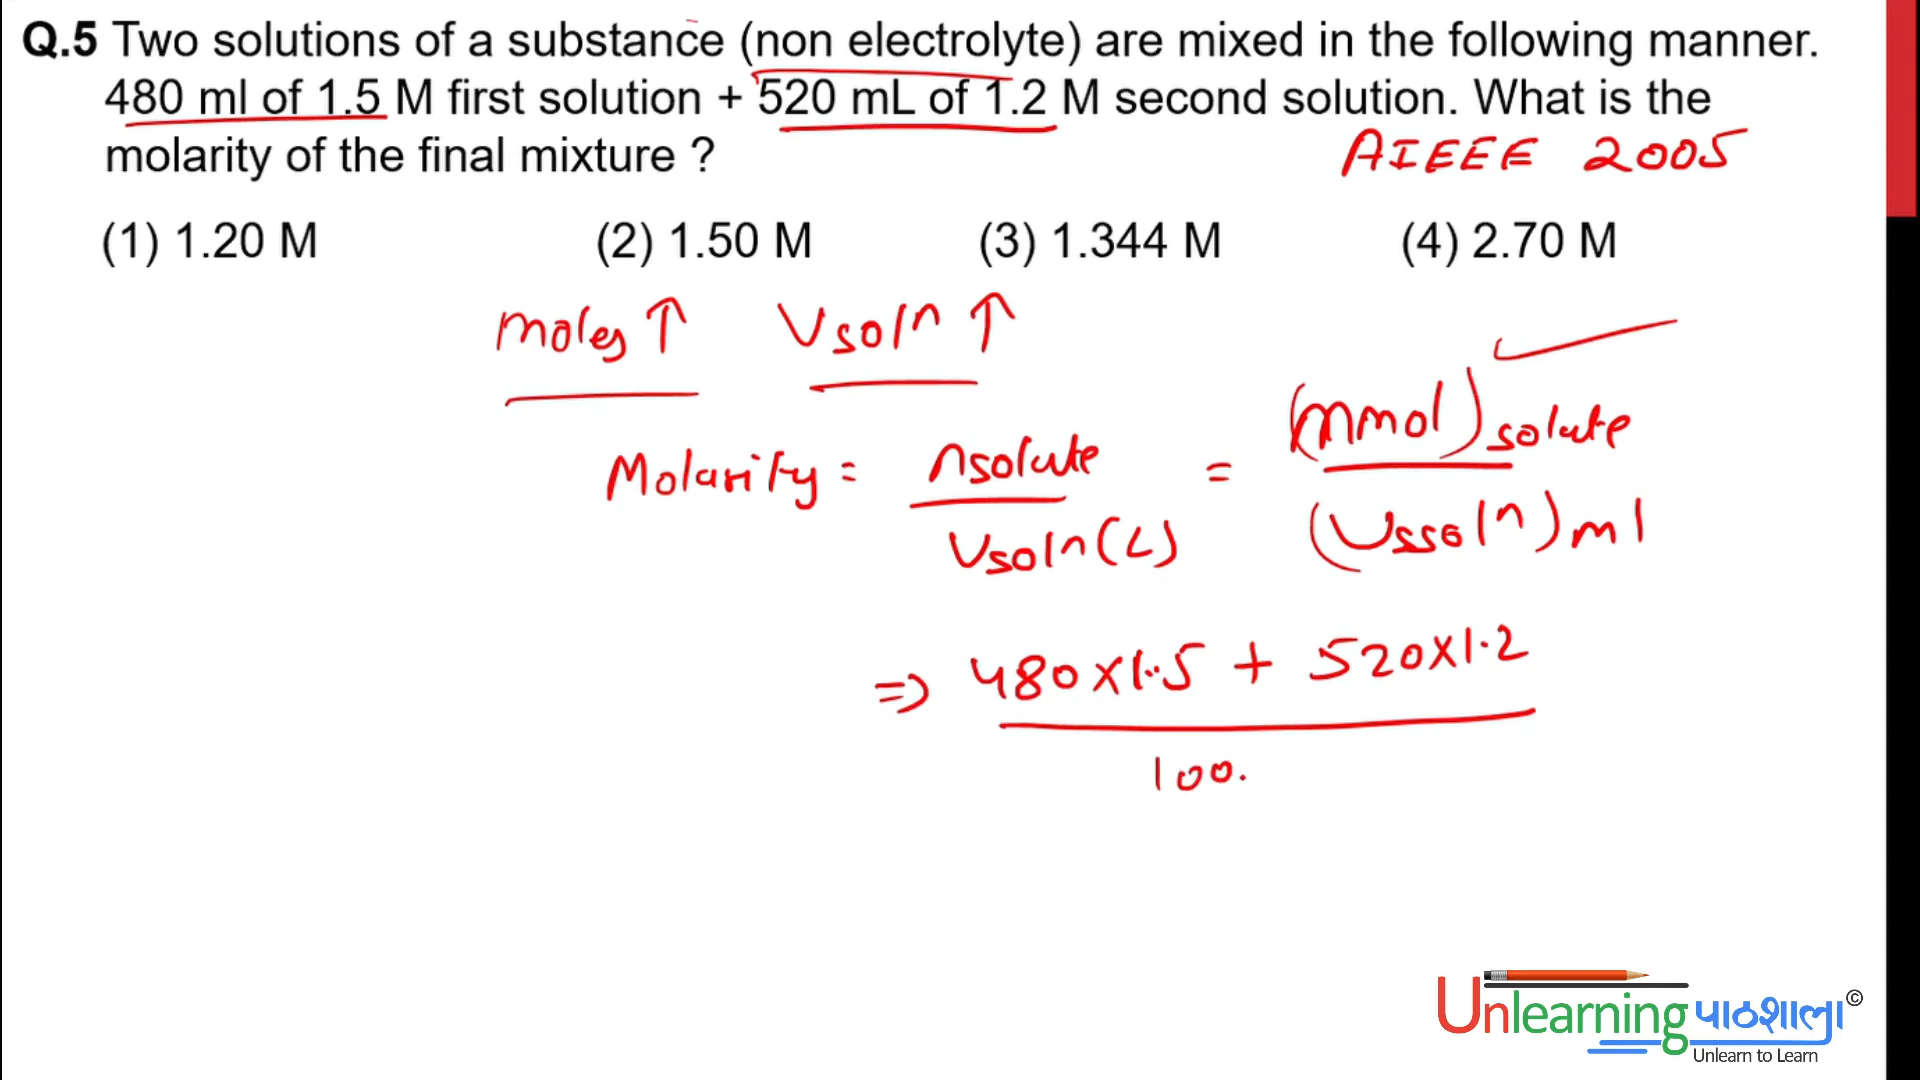 Q.5 Two solutions of a substance (non electrolyte) are mixed in the following manner.
480 ml of 1.5 M first solution + 520 mL of 1.2 M second solution. What is the
molarity of the final mixture ?
AIEEE 2005
(1) 1.20 M (2) 1.50 M (3) 1.344 M (4) 2.70 M
moles ↑ Vsoln ↑
Molarity = nsolute / Vsoln(L) = (mmol)solute / (Vssoln)ml
⇒ 480×1.5 + 520×1.2
100.
Unlearning પાઠશાલા ©
Unlearn to Learn